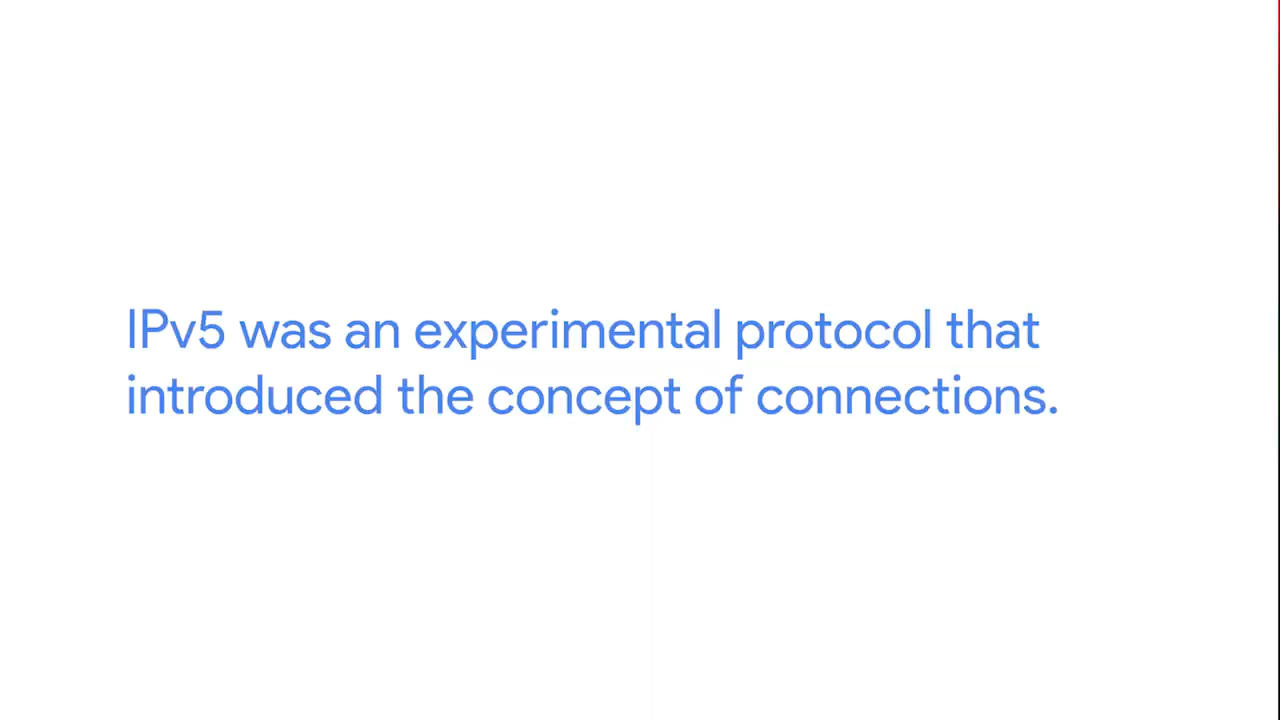 IPv5 was an experimental protocol that
introduced the concept of connections.